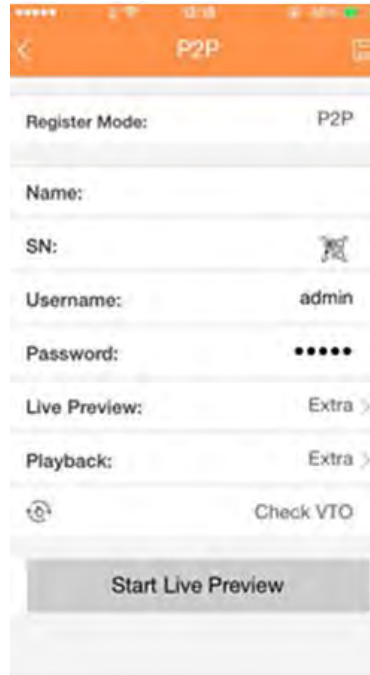 P2P
Register Mode: P2P
Name:
SN:
Username: admin
Password: •••••
Live Preview: Extra >
Playback: Extra >
Check VTO
Start Live Preview